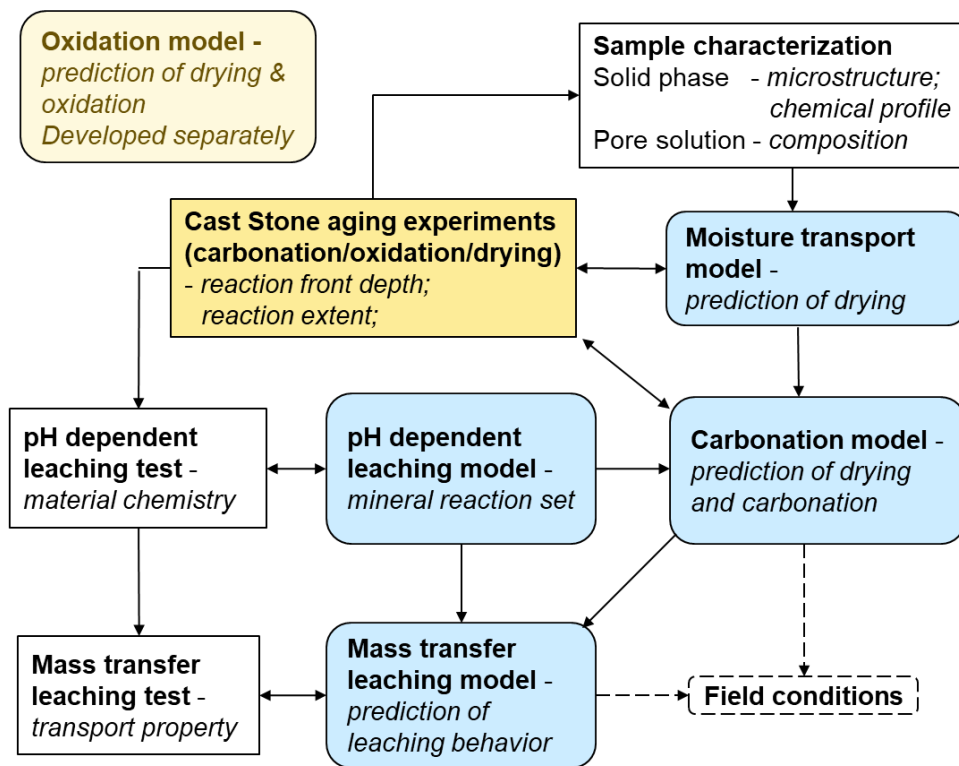 Oxidation model -
prediction of drying &
oxidation
Developed separately
Sample characterization
Solid phase - microstructure;
chemical profile
Pore solution - composition
Cast Stone aging experiments
(carbonation/oxidation/drying)
- reaction front depth;
reaction extent;
Moisture transport
model -
prediction of drying
pH dependent
leaching test -
material chemistry
pH dependent
leaching model -
mineral reaction set
Carbonation model -
prediction of drying
and carbonation
Mass transfer
leaching test -
transport property
Mass transfer
leaching model -
prediction of
leaching behavior
Field conditions